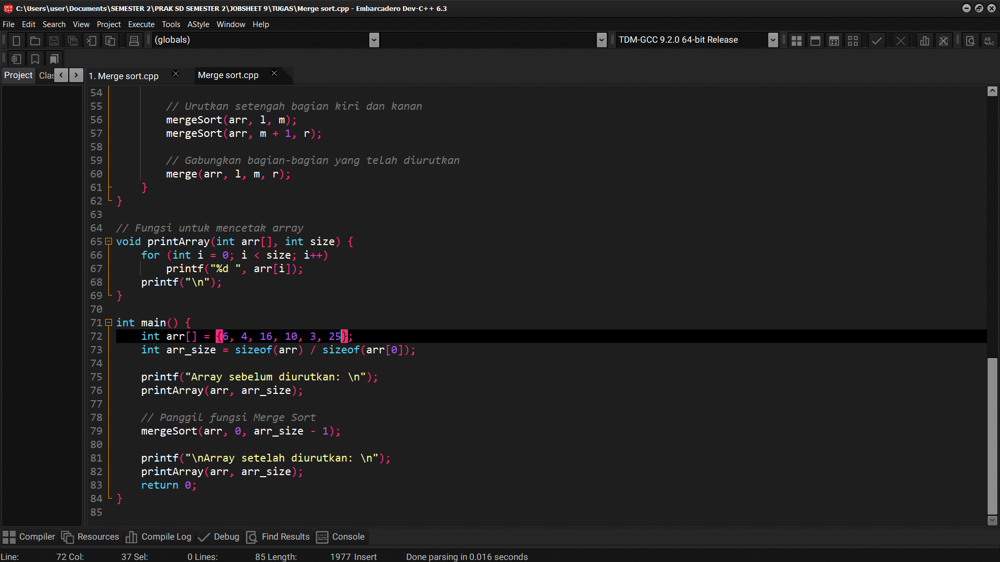 C:\Users\user\Documents\SEMESTER 2\PRAK SD SEMESTER 2\JOBSHEET 9\TUGAS\Merge sort.cpp - Embarcadero Dev-C++ 6.3
File Edit Search View Project Execute Tools AStyle Window Help
(globals) TDM-GCC 9.2.0 64-bit Release
Project Clas 1. Merge sort.cpp Merge sort.cpp
54
55 // Urutkan setengah bagian kiri dan kanan
56 mergeSort(arr, l, m);
57 mergeSort(arr, m + 1, r);
58
59 // Gabungkan bagian-bagian yang telah diurutkan
60 merge(arr, l, m, r);
61 }
62 }
63
64 // Fungsi untuk mencetak array
65 void printArray(int arr[], int size) {
66 for (int i = 0; i < size; i++)
67 printf("%d ", arr[i]);
68 printf("\n");
69 }
70
71 int main() {
72 int arr[] = {6, 4, 16, 10, 3, 25};
73 int arr_size = sizeof(arr) / sizeof(arr[0]);
74
75 printf("Array sebelum diurutkan: \n");
76 printArray(arr, arr_size);
77
78 // Panggil fungsi Merge Sort
79 mergeSort(arr, 0, arr_size - 1);
80
81 printf("\nArray setelah diurutkan: \n");
82 printArray(arr, arr_size);
83 return 0;
84 }
85
Compiler Resources Compile Log Debug Find Results Console
Line: 72 Col: 37 Sel: 0 Lines: 85 Length: 1977 Insert Done parsing in 0.016 seconds